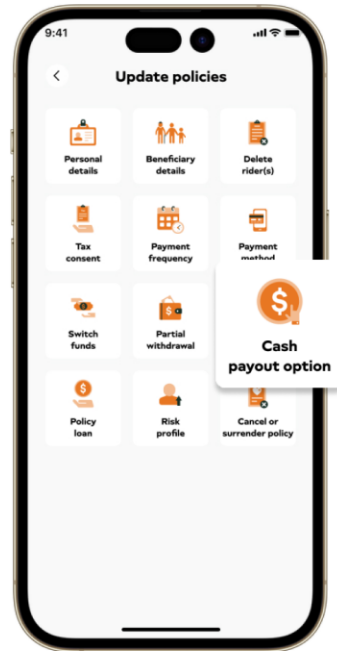 9:41
Update policies
Personal
details
Beneficiary
details
Delete
rider(s)
Tax
consent
Payment
frequency
Payment
method
Switch
funds
Partial
withdrawal
$
Cash
payout option
Policy
loan
Risk
profile
Cancel or
surrender policy